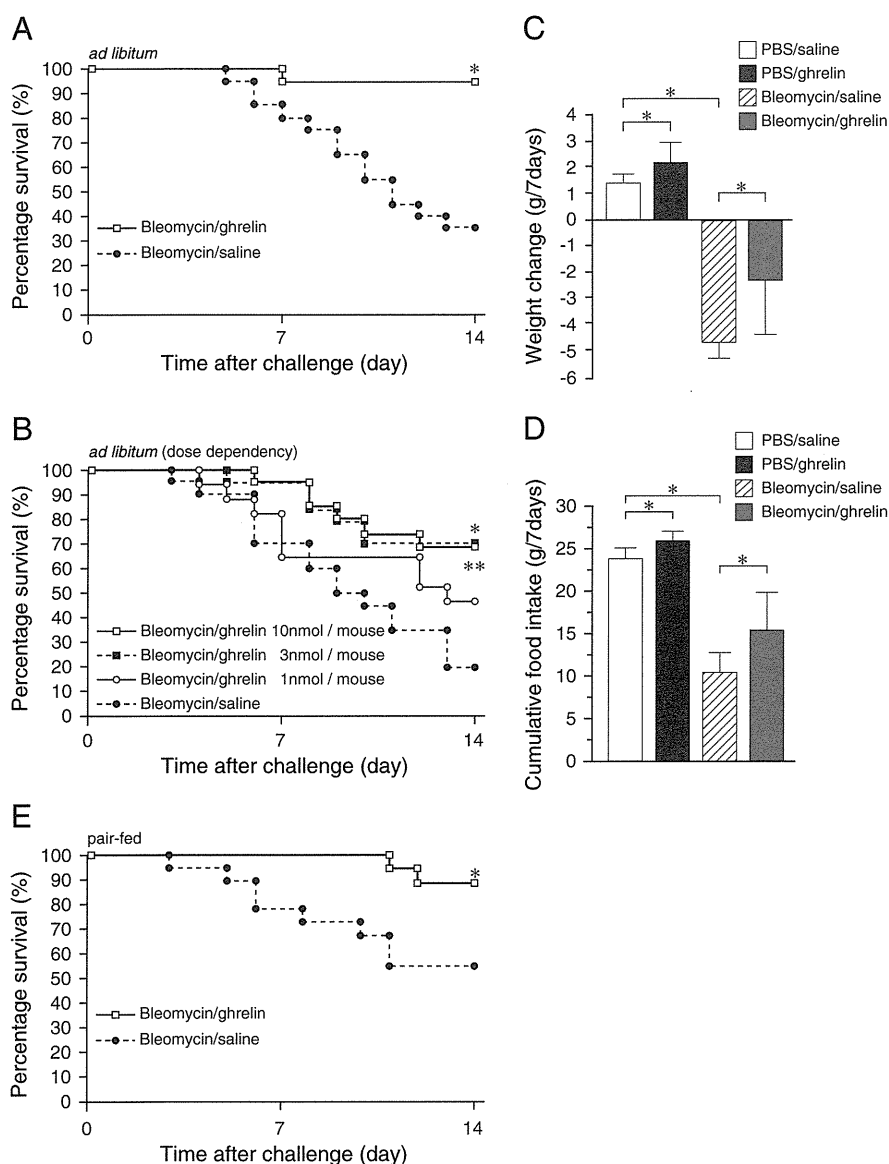 A
ad libitum
Percentage survival (%)
100
90
80
70
60
50
40
30
20
10
0
*
Bleomycin/ghrelin
Bleomycin/saline
0
7
14
Time after challenge (day)
B
ad libitum (dose dependency)
Percentage survival (%)
100
90
80
70
60
50
40
30
20
10
0
*
**
Bleomycin/ghrelin 10nmol / mouse
Bleomycin/ghrelin 3nmol / mouse
Bleomycin/ghrelin 1nmol / mouse
Bleomycin/saline
0
7
14
Time after challenge (day)
E
pair-fed
Percentage survival (%)
100
90
80
70
60
50
40
30
20
10
0
*
Bleomycin/ghrelin
Bleomycin/saline
0
7
14
Time after challenge (day)
C
PBS/saline
PBS/ghrelin
Bleomycin/saline
Bleomycin/ghrelin
Weight change (g/7days)
4
3
2
1
0
-1
-2
-3
-4
-5
-6
*
*
*
D
PBS/saline
PBS/ghrelin
Bleomycin/saline
Bleomycin/ghrelin
Cumulative food intake (g/7days)
30
25
20
15
10
5
0
*
*
*